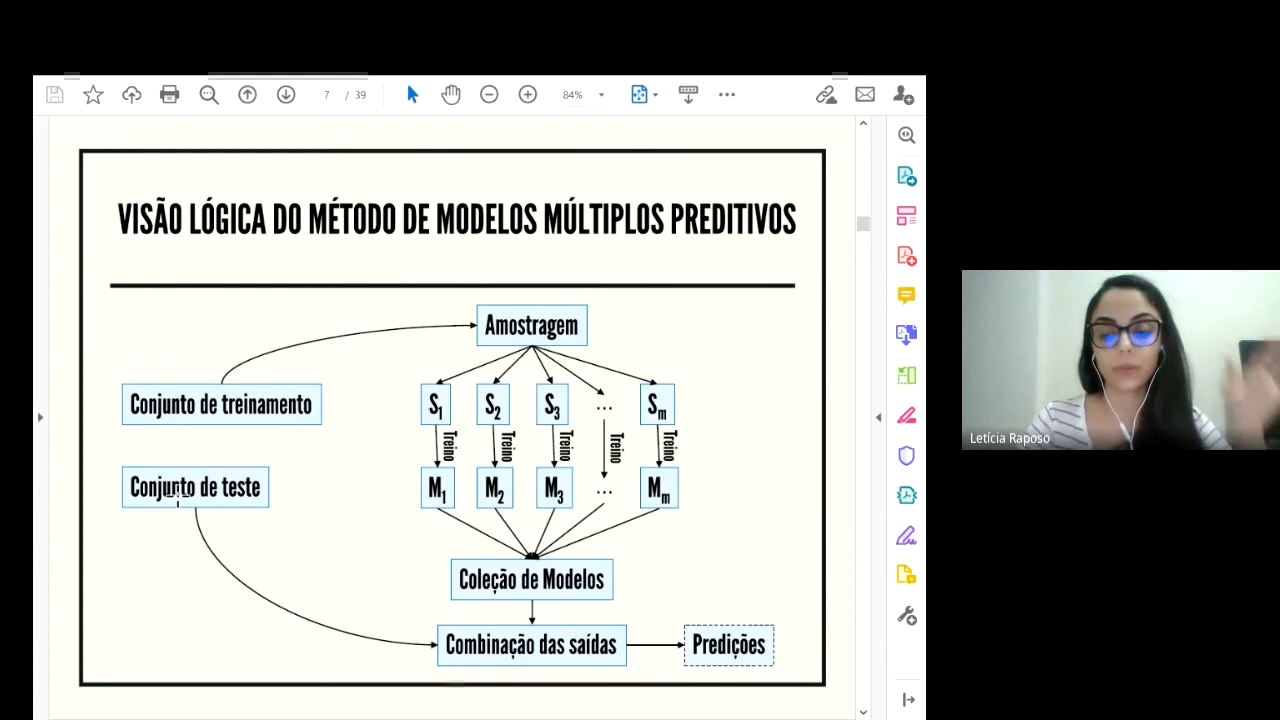 7 / 39
84%
VISÃO LÓGICA DO MÉTODO DE MODELOS MÚLTIPLOS PREDITIVOS
Amostragem
Conjunto de treinamento
S1 S2 S3 ... Sm
Treino Treino Treino Treino Treino
Conjunto de teste
M1 M2 M3 ... Mm
Coleção de Modelos
Combinação das saídas
Predições
Letícia Raposo